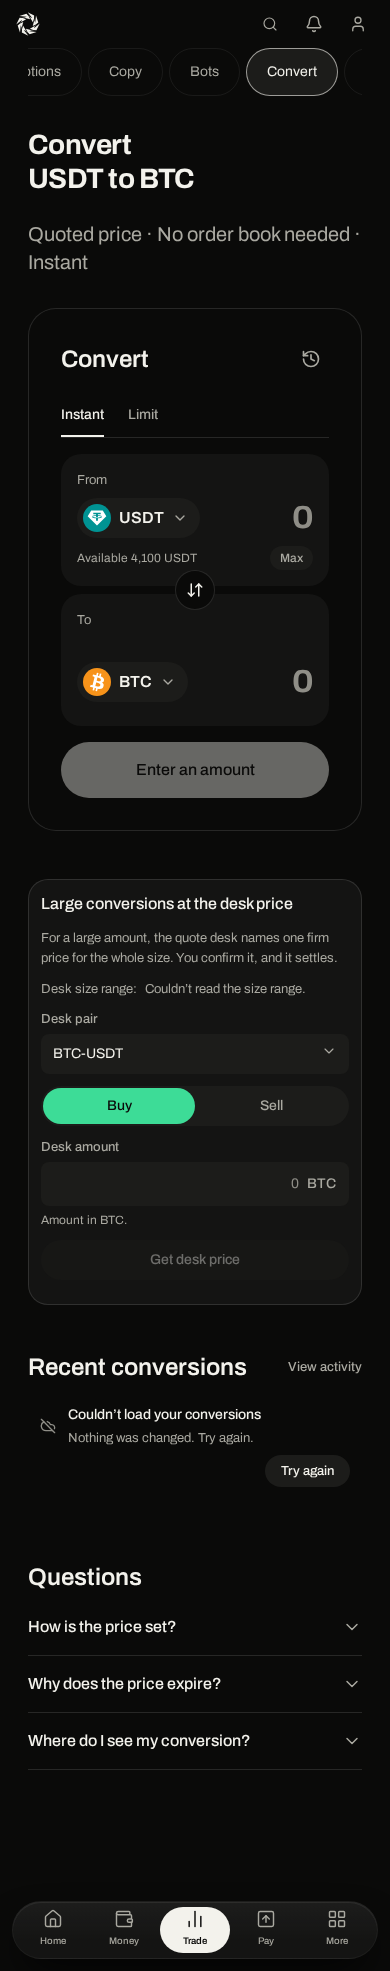 Copy
Bots
Convert
Convert
USDT to BTC
Quoted price · No order book needed ·
Instant
Convert
Instant
Limit
From
USDT
0
Available 4,100 USDT
Max
To
BTC
0
Enter an amount
Large conversions at the desk price
For a large amount, the quote desk names one firm
price for the whole size. You confirm it, and it settles.
Desk size range: Couldn’t read the size range.
Desk pair
BTC-USDT
Buy
Sell
Desk amount
0 BTC
Amount in BTC.
Get desk price
Recent conversions
View activity
Couldn’t load your conversions
Nothing was changed. Try again.
Try again
Questions
How is the price set?
Why does the price expire?
Where do I see my conversion?
Home
Money
Trade
Pay
More